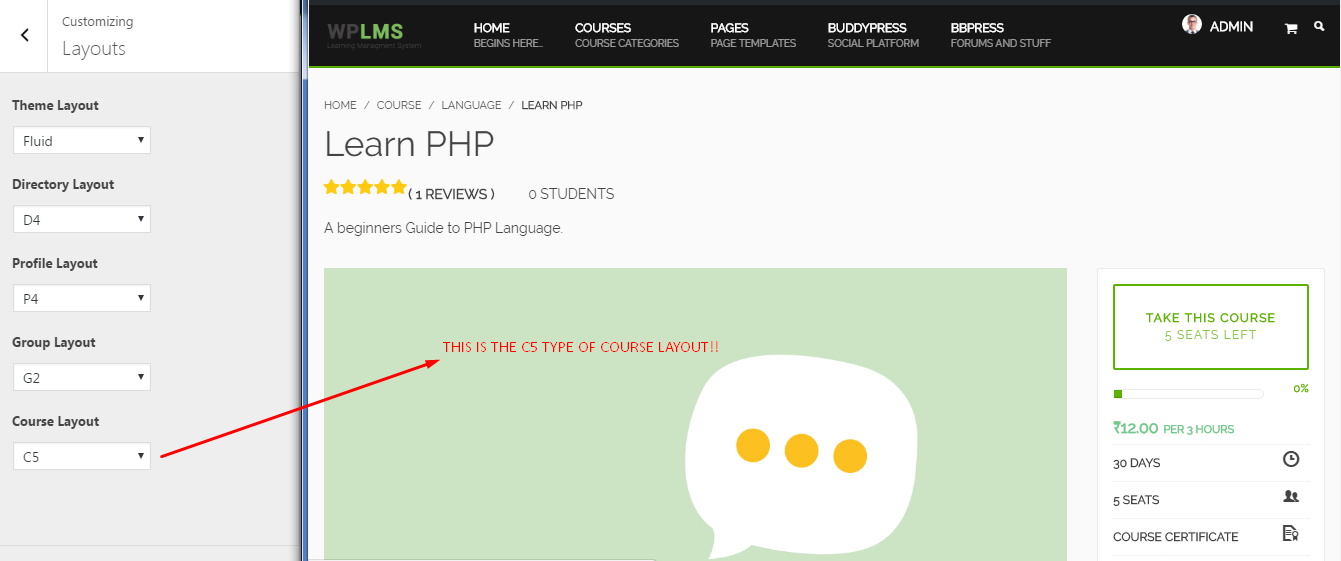 Customizing
Layouts
Theme Layout
Fluid
Directory Layout
D4
Profile Layout
P4
Group Layout
G2
Course Layout
C5
WPLMS
Learning Managment System
HOME
BEGINS HERE..
COURSES
COURSE CATEGORIES
PAGES
PAGE TEMPLATES
BUDDYPRESS
SOCIAL PLATFORM
BBPRESS
FORUMS AND STUFF
ADMIN
HOME / COURSE / LANGUAGE / LEARN PHP
Learn PHP
( 1 REVIEWS ) 0 STUDENTS
A beginners Guide to PHP Language.
THIS IS THE C5 TYPE OF COURSE LAYOUT!!
TAKE THIS COURSE
5 SEATS LEFT
0%
₹12.00 PER 3 HOURS
30 DAYS
5 SEATS
COURSE CERTIFICATE